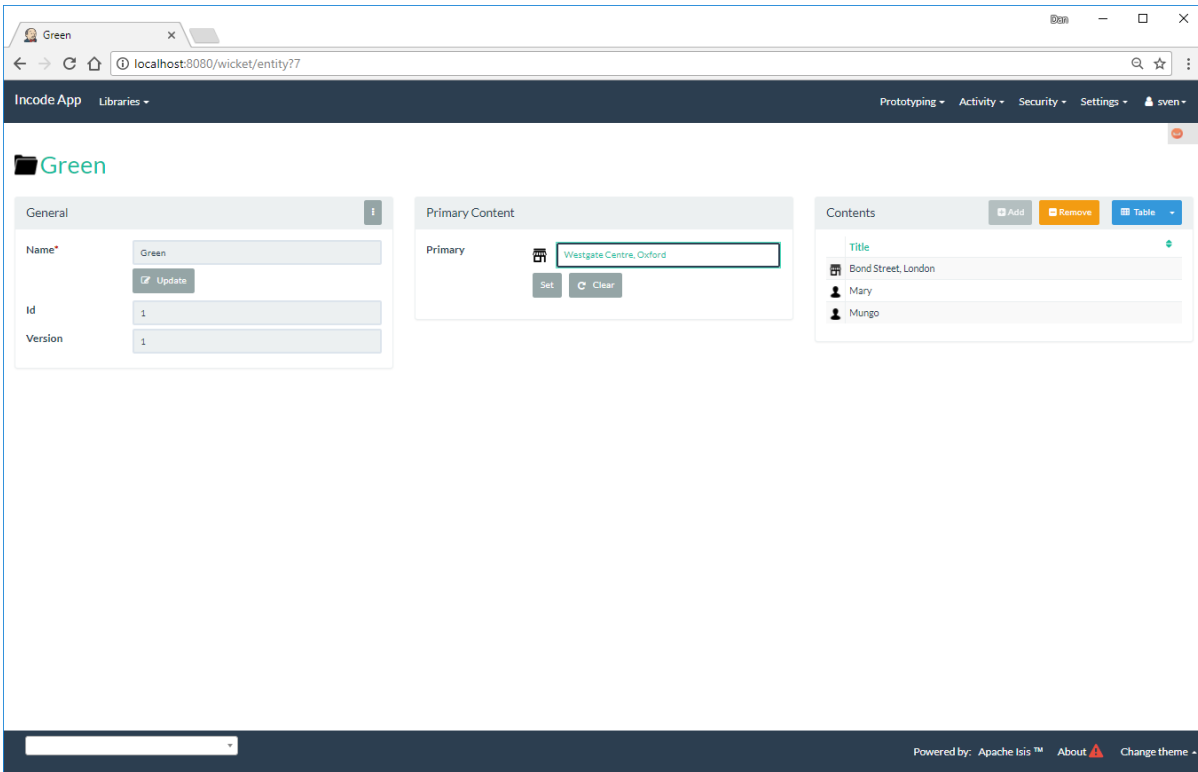 Dan
Green
localhost:8080/wicket/entity?7
Incode App Libraries Prototyping Activity Security Settings sven
Green
General
Name*
Green
Update
Id
1
Version
1
Primary Content
Primary
Westgate Centre, Oxford
Set Clear
Contents Add Remove Table
Title
Bond Street, London
Mary
Mungo
Powered by: Apache Isis ™ About Change theme